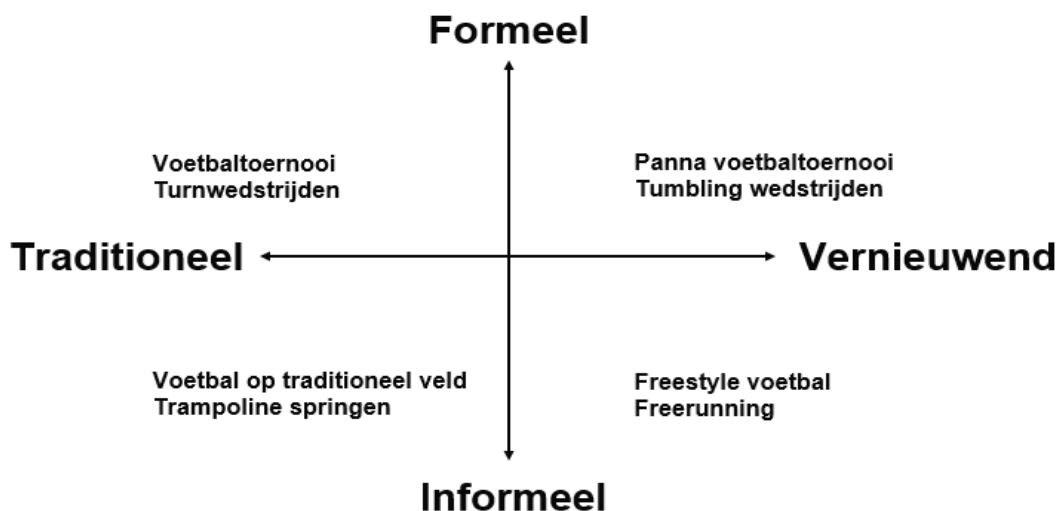 Formeel
Voetbaltoernooi
Turnwedstrijden
Panna voetbaltoernooi
Tumbling wedstrijden
Traditioneel
Vernieuwend
Voetbal op traditioneel veld
Trampoline springen
Freestyle voetbal
Freerunning
Informeel